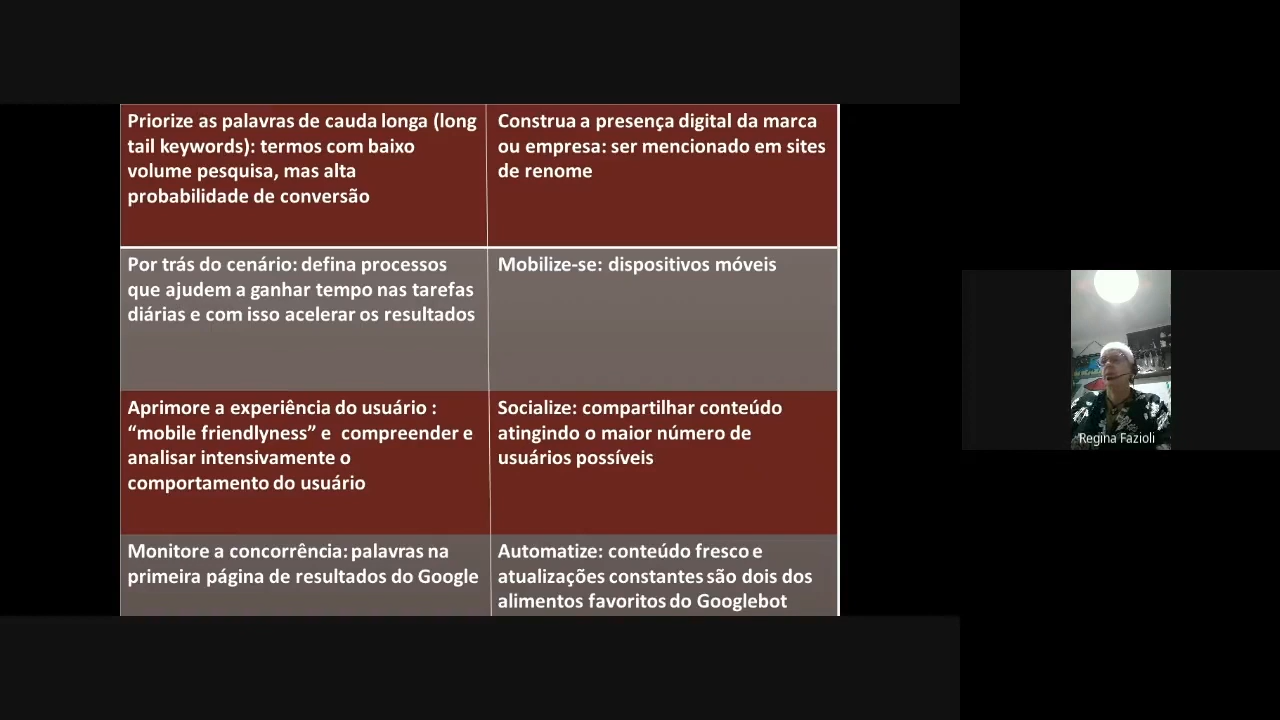 Priorize as palavras de cauda longa (long
tail keywords): termos com baixo
volume pesquisa, mas alta
probabilidade de conversão
Construa a presença digital da marca
ou empresa: ser mencionado em sites
de renome
Por trás do cenário: defina processos
que ajudem a ganhar tempo nas tarefas
diárias e com isso acelerar os resultados
Mobilize-se: dispositivos móveis
Aprimore a experiência do usuário :
“mobile friendlyness” e compreender e
analisar intensivamente o
comportamento do usuário
Socialize: compartilhar conteúdo
atingindo o maior número de
usuários possíveis
Monitore a concorrência: palavras na
primeira página de resultados do Google
Automatize: conteúdo fresco e
atualizações constantes são dois dos
alimentos favoritos do Googlebot
Regina Fazioli